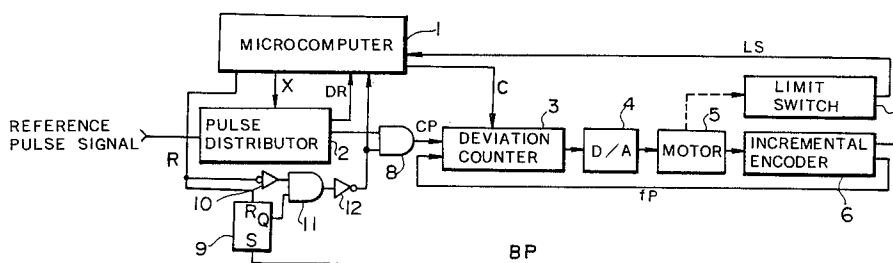 1
MICROCOMPUTER
LS
X
DR
C
LIMIT
SWITCH
REFERENCE
PULSE SIGNAL
R
PULSE
DISTRIBUTOR
2
8
CP
3
DEVIATION
COUNTER
4
D/A
5
MOTOR
INCREMENTAL
ENCODER
6
fP
10
11
12
9
R
Q
S
BP